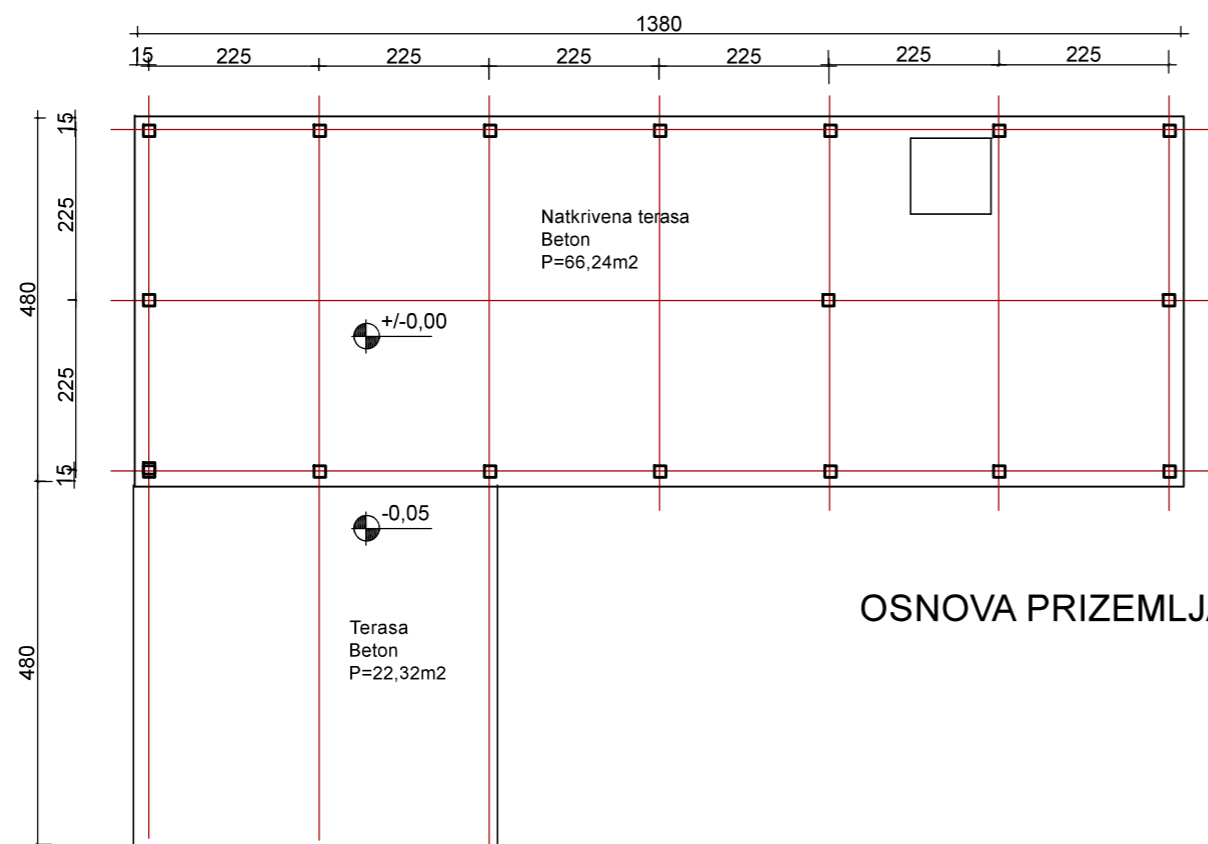 1380
15 225 225 225 225 225 225
15
225
480
225
15
Natkrivena terasa
Beton
P=66,24m2
+/-0,00
-0,05
OSNOVA PRIZEMLJA
480
Terasa
Beton
P=22,32m2